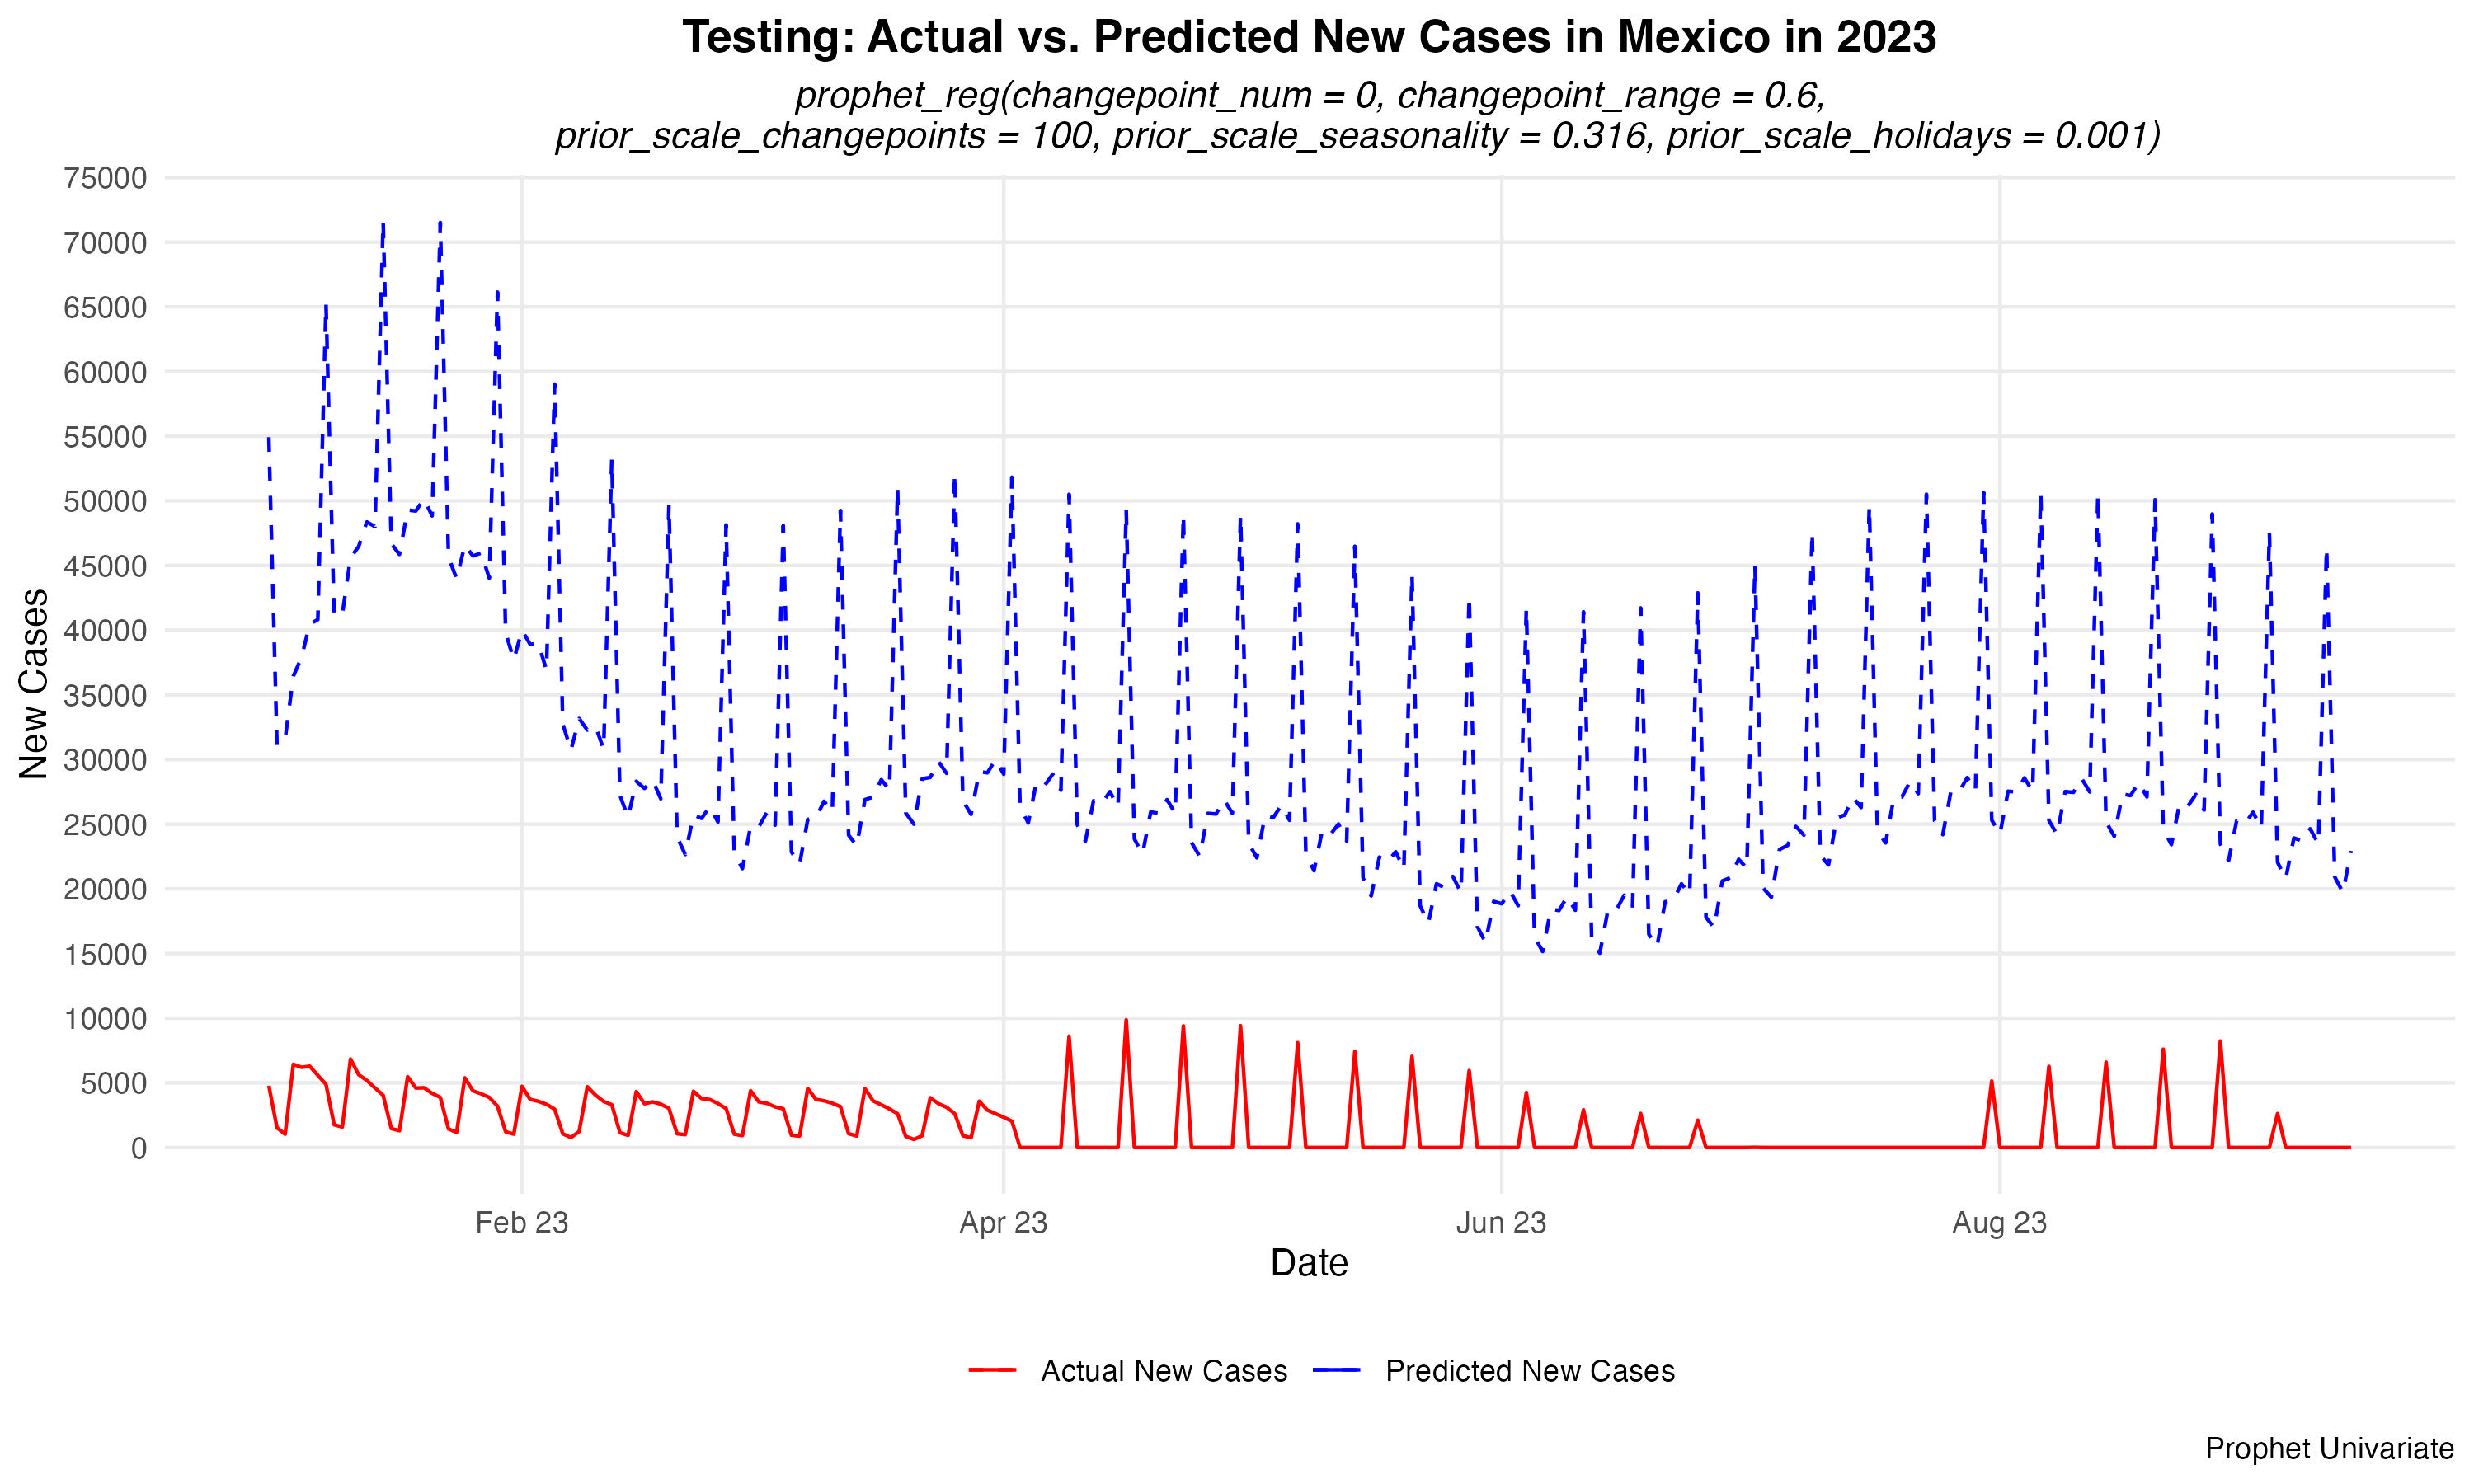 Testing: Actual vs. Predicted New Cases in Mexico in 2023
prophet_reg(changepoint_num = 0, changepoint_range = 0.6,
prior_scale_changepoints = 100, prior_scale_seasonality = 0.316, prior_scale_holidays = 0.001)
75000
70000
65000
60000
55000
50000
45000
40000
35000
30000
25000
20000
15000
10000
5000
0
New Cases
Feb 23 Apr 23 Jun 23 Aug 23
Date
Actual New Cases Predicted New Cases
Prophet Univariate